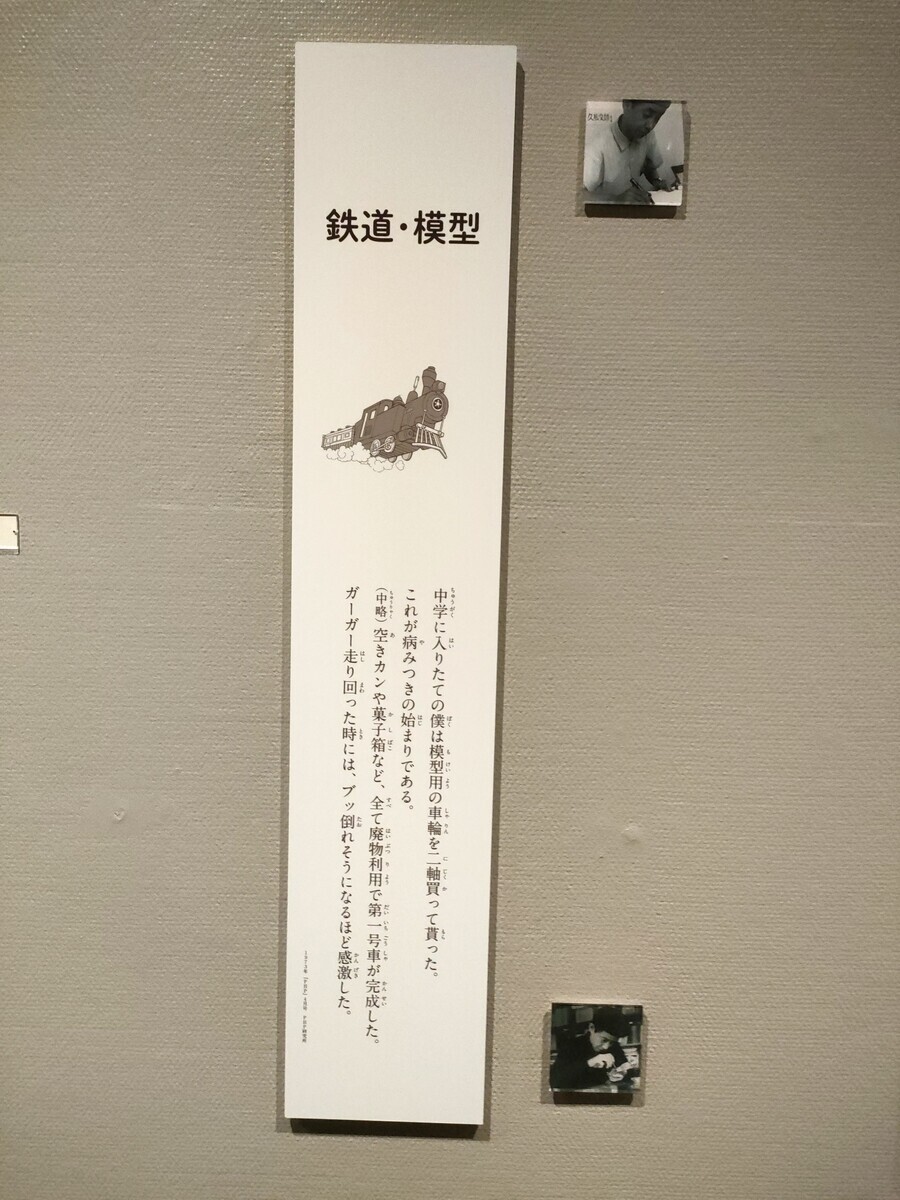 鉄道・模型
中学に入りたての僕は模型用の車輪を二軸買って貰った。
これが病みつきの始まりである。
(中略)空きカンや菓子箱など、全て廃物利用で第一号車が完成した。
ガーガー走り回った時には、ブッ倒れそうになるほど感激した。